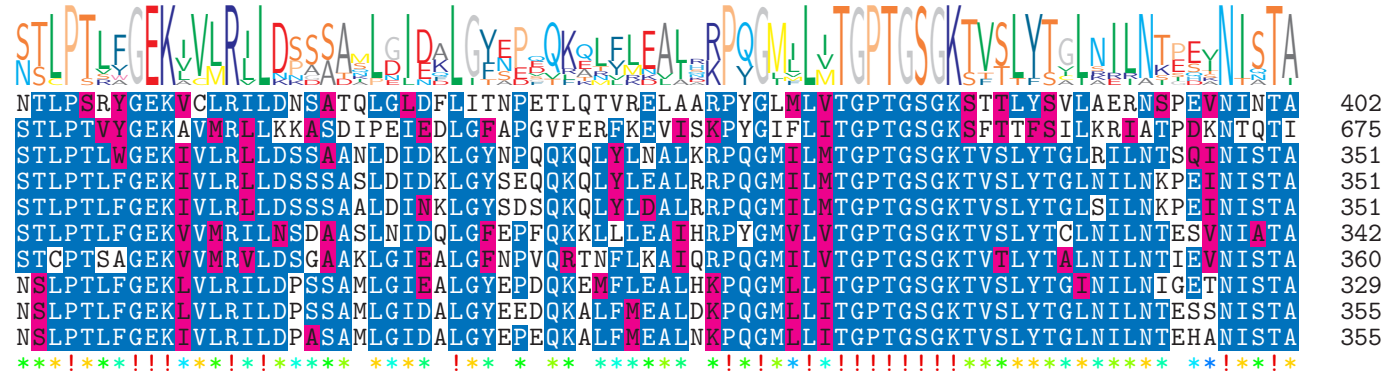 NTLPSRYGEKVCLRILDNSATQLGLDFLITNPETLQTVRELAARPYGLMLVTGPTGSGKSTTLYSVLAERNSPEVNINTA 402
STLPTVYGEKAVMRLLKKASDIPEIEDLGFAPGVFERFKEVISKPYGIFLITGPTGSGKSFTTFSILKRIATPDKNTQTI 675
STLPTLWGEKIVLRLLDSSAANLDIDKLGYNPQQKQLYLNALKRPQGMILMTGPTGSGKTVSLYTGLRILNTSQINISTA 351
STLPTLFGEKIVLRLLDSSSASLDIDKLGYSEQQKQLYLEALRRPQGMILMTGPTGSGKTVSLYTGLNILNKPEINISTA 351
STLPTLFGEKIVLRLLDSSSAALDINKLGYSDSQKQLYLDALRRPQGMILMTGPTGSGKTVSLYTGLSILNKPEINISTA 351
STLPTLFGEKVVMRILNSDAASLNIDQLGFEPFQKKLLLEAIHRPYGMVLVTGPTGSGKTVSLYTCLNILNTESVNIATA 342
STCPTSAGEKVVMRVLDSGAAKLGIEALGFNPVQRTNFLKAIQRPQGMILVTGPTGSGKTVTLYTALNILNTIEVNISTA 360
NSLPTLFGEKLVLRILDPSSAMLGIEALGYEPDQKEMFLEALHKPQGMLLITGPTGSGKTVSLYTGINILNIGETNISTA 329
NSLPTLFGEKLVLRILDPSSAMLGIDALGYEEDQKALFMEALDKPQGMLLITGPTGSGKTVSLYTGLNILNTESSNISTA 355
NSLPTLFGEKIVLRILDPASAMLGIDALGYEPEQKALFMEALNKPQGMLLITGPTGSGKTVSLYTGLNILNTEHANISTA 355
***!***!!!***!*!***** **** !** * ** ****** *!*!**!*!!!!!!!!************* **!**!*